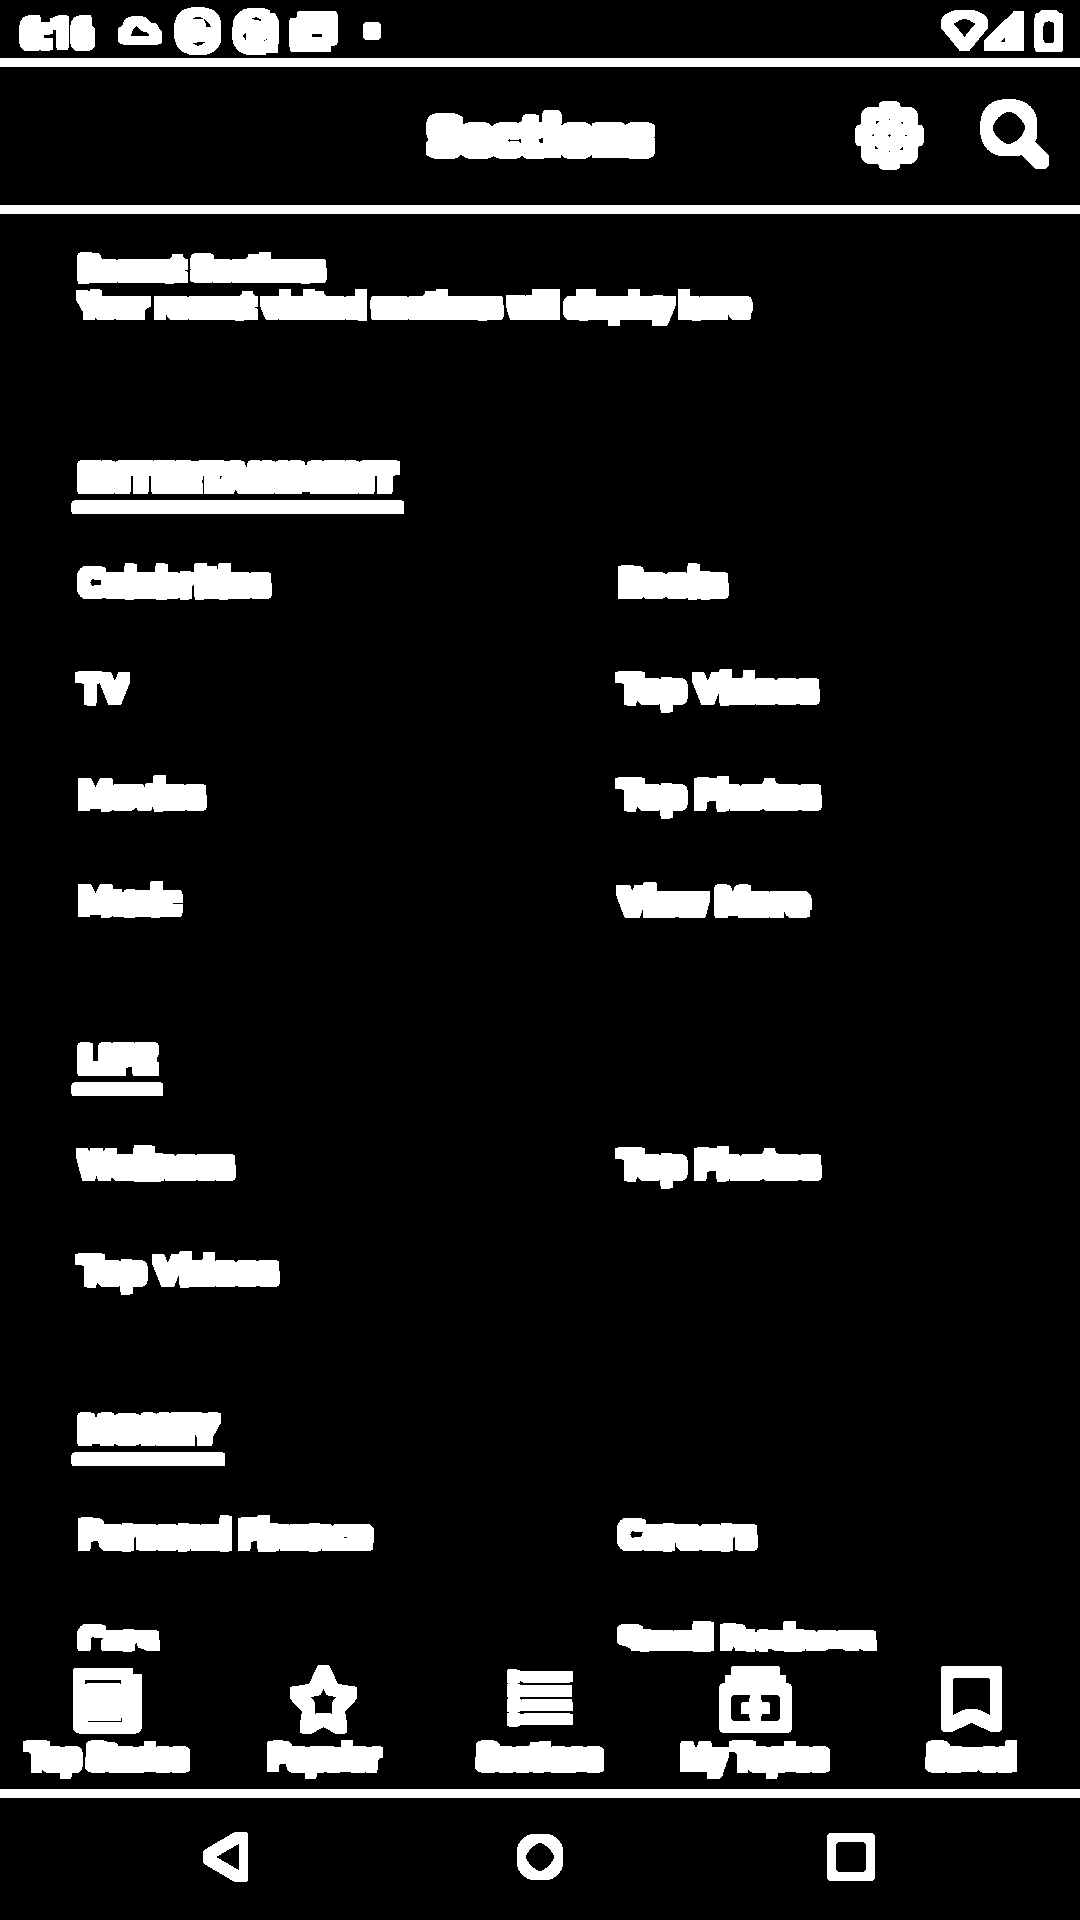 6:16
Sections
Recent Sections
Your recent visited sections will display here
ENTERTAINMENT
Celebrities
Books
TV
Top Videos
Movies
Top Photos
Music
View More
LIFE
Wellness
Top Photos
Top Videos
MONEY
Personal Finance
Careers
Cars
Small Business
Top Stories
Popular
Sections
My Topics
Saved